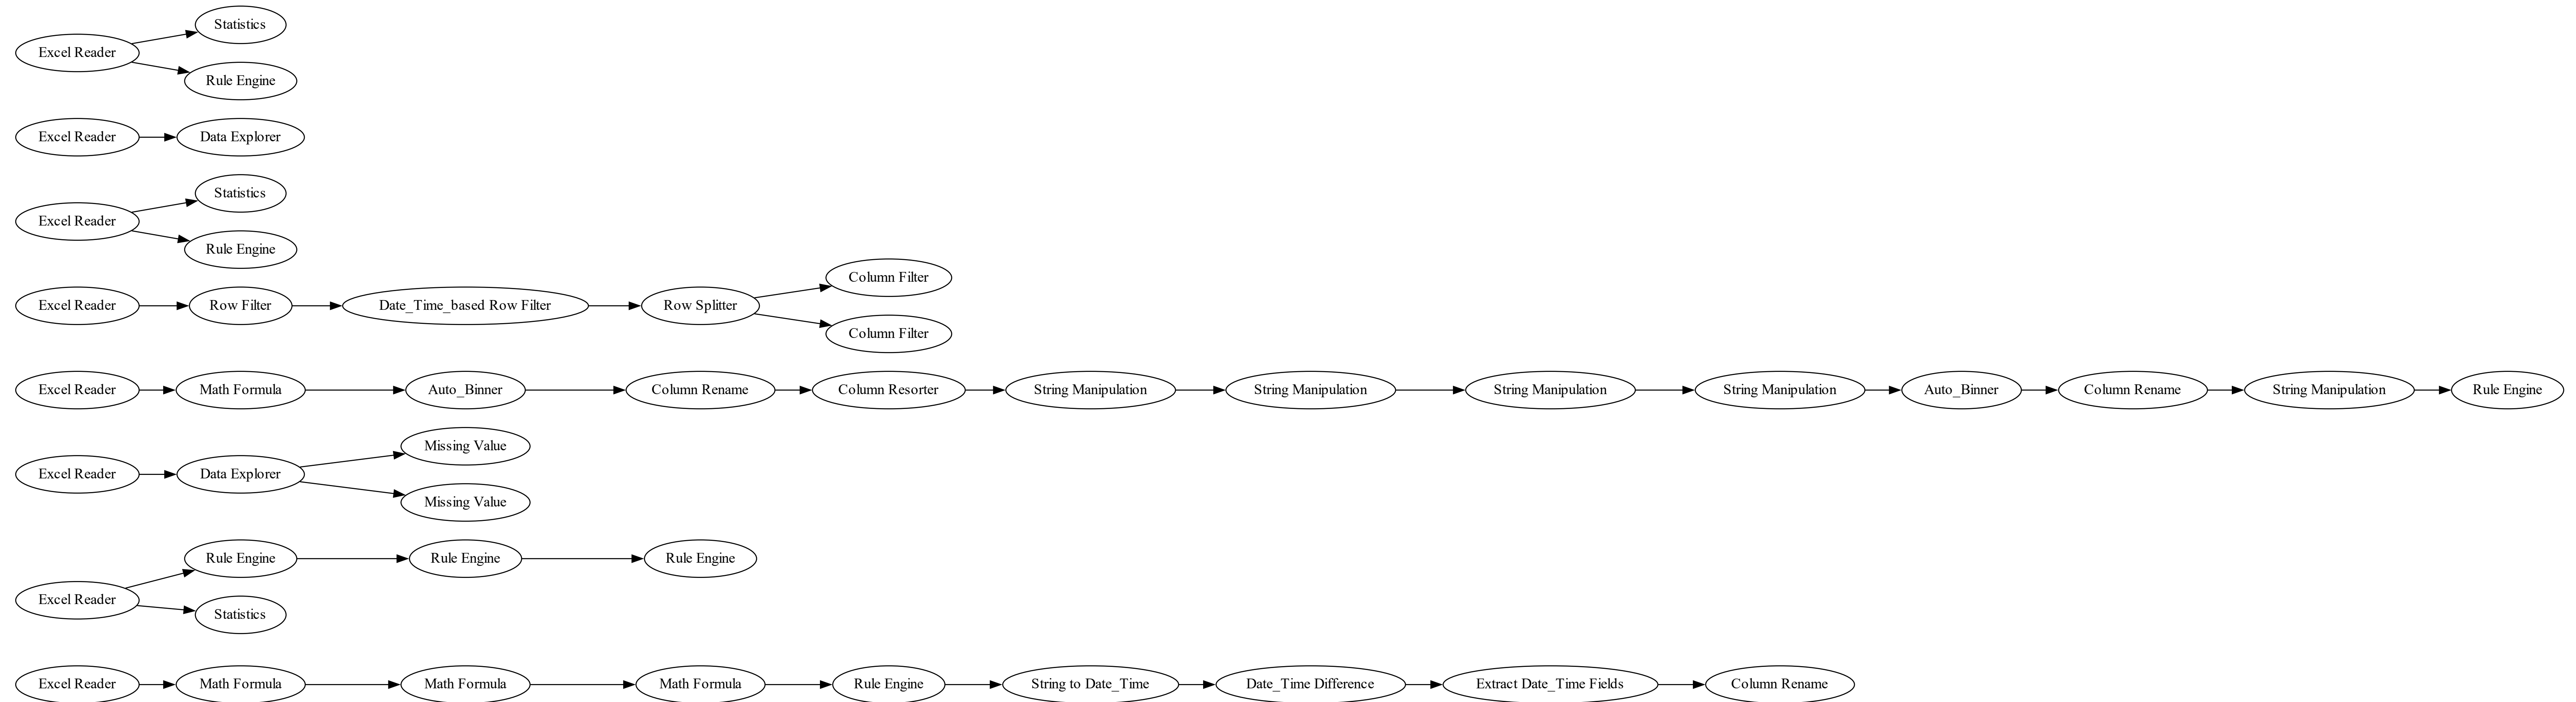 Statistics
Excel Reader
Rule Engine
Excel Reader
Data Explorer
Statistics
Excel Reader
Rule Engine
Column Filter
Excel Reader
Row Filter
Date_Time_based Row Filter
Row Splitter
Column Filter
Excel Reader
Math Formula
Auto_Binner
Column Rename
Column Resorter
String Manipulation
String Manipulation
String Manipulation
String Manipulation
Auto_Binner
Column Rename
String Manipulation
Rule Engine
Missing Value
Excel Reader
Data Explorer
Missing Value
Rule Engine
Rule Engine
Rule Engine
Excel Reader
Statistics
Excel Reader
Math Formula
Math Formula
Math Formula
Rule Engine
String to Date_Time
Date_Time Difference
Extract Date_Time Fields
Column Rename